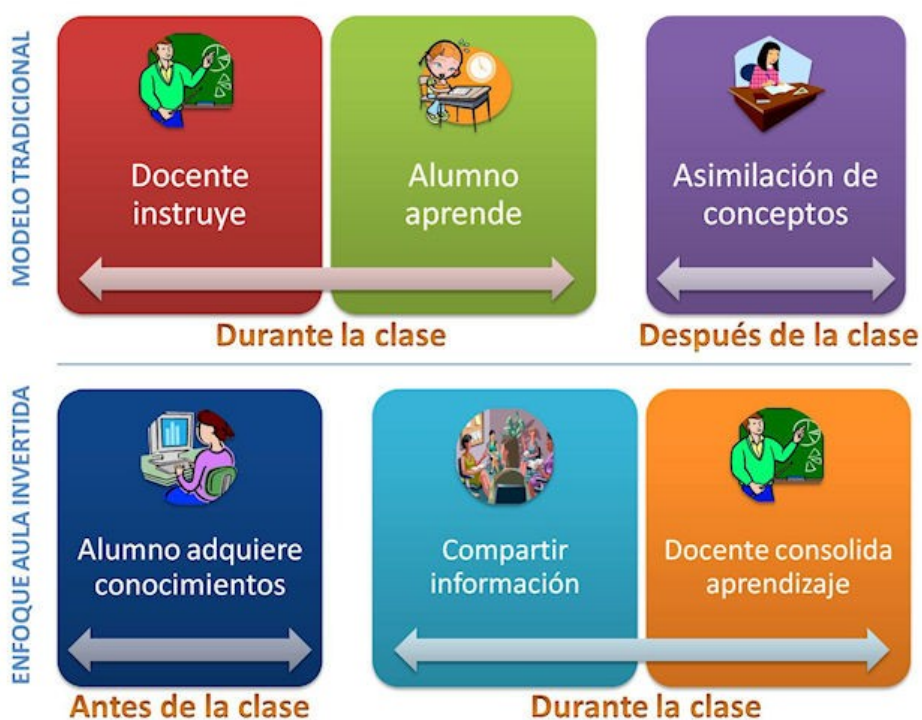 MODELO TRADICIONAL
Docente
instruye
Alumno
aprende
Asimilación de
conceptos
Durante la clase
Después de la clase
ENFOQUE AULA INVERTIDA
Alumno adquiere
conocimientos
Compartir
información
Docente consolida
aprendizaje
Antes de la clase
Durante la clase